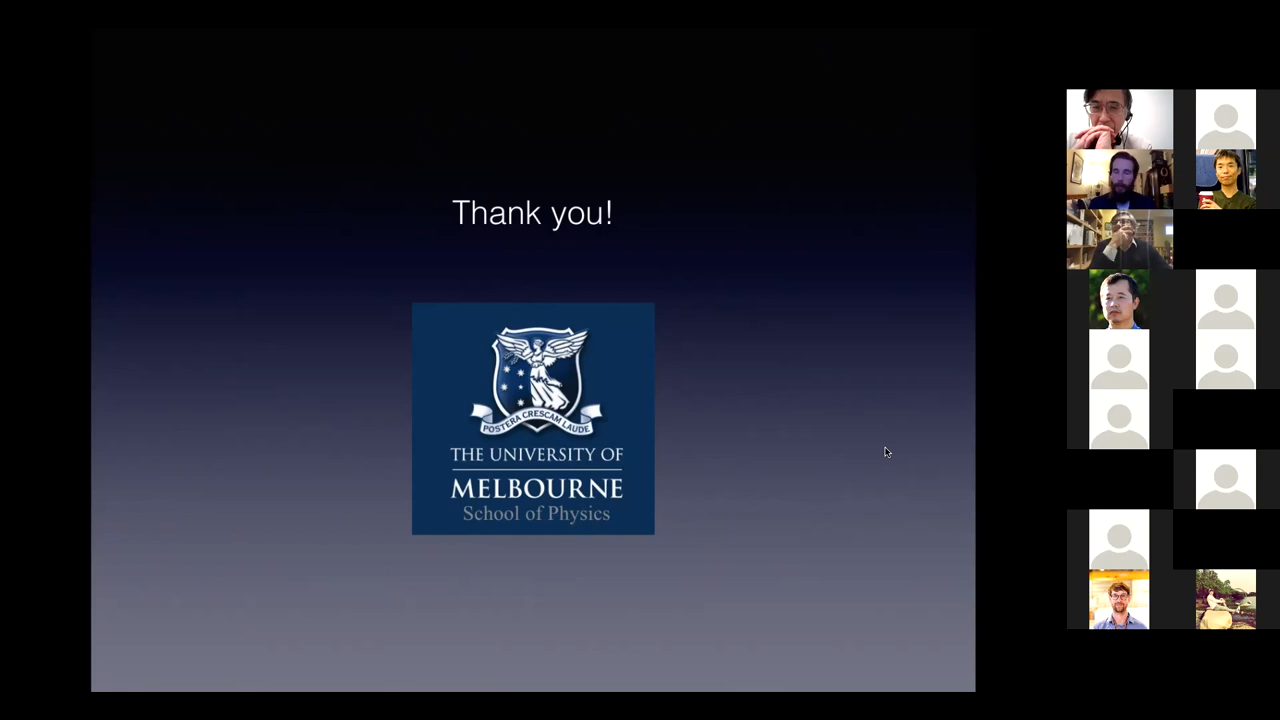 Thank you!
POSTERA CRESCAM LAUDE
THE UNIVERSITY OF
MELBOURNE
School of Physics